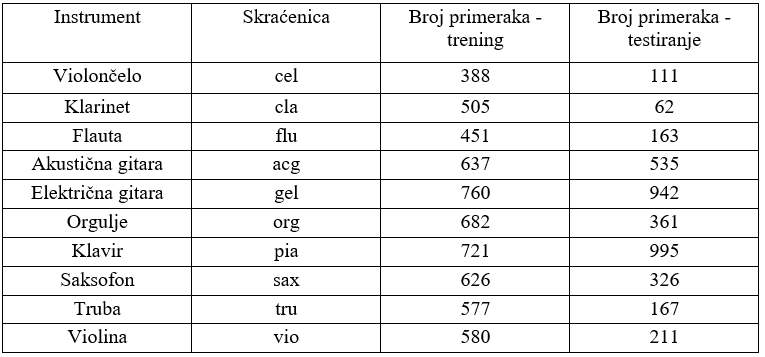 Instrument Skraćenica Broj primeraka - trening Broj primeraka - testiranje
Violončelo cel 388 111
Klarinet cla 505 62
Flauta flu 451 163
Akustična gitara acg 637 535
Električna gitara gel 760 942
Orgulje org 682 361
Klavir pia 721 995
Saksofon sax 626 326
Truba tru 577 167
Violina vio 580 211